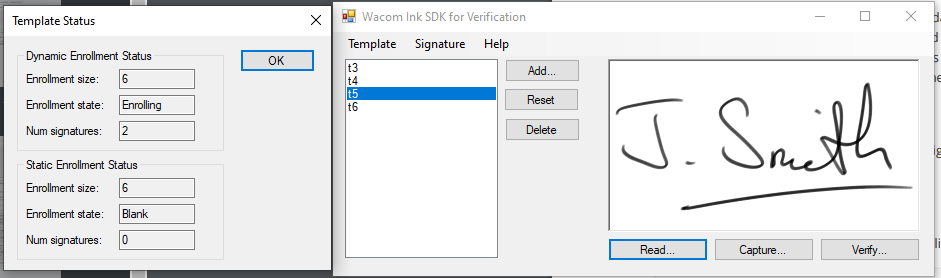 Template Status
Dynamic Enrollment Status
Enrollment size: 6
Enrollment state: Enrolling
Num signatures: 2
OK
Static Enrollment Status
Enrollment size: 6
Enrollment state: Blank
Num signatures: 0
Wacom Ink SDK for Verification
Template Signature Help
t3
t4
t5
t6
Add...
Reset
Delete
J. Smith
Read... Capture... Verify...